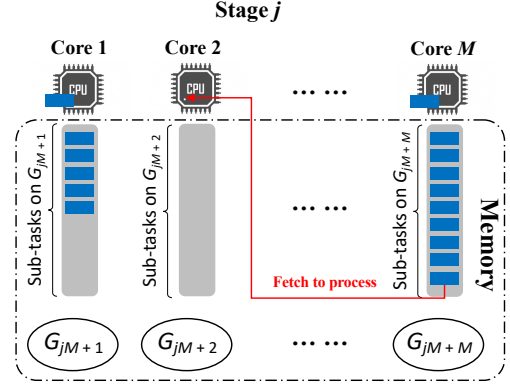 Stage j
Core 1
Core 2
... ...
Core M
CPU
CPU
CPU
Sub-tasks on G_{jM+1}
Sub-tasks on G_{jM+2}
... ...
Sub-tasks on G_{jM+M}
Memory
Fetch to process
G_{jM+1}
G_{jM+2}
... ...
G_{jM+M}